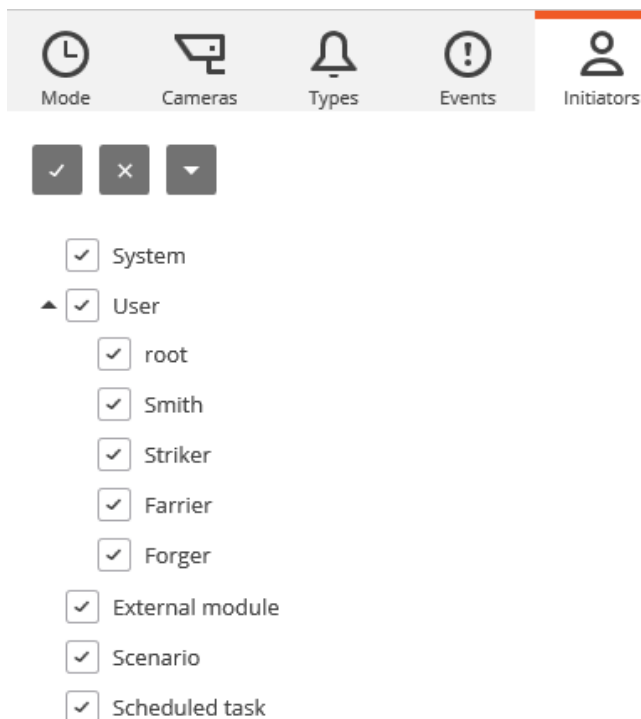 Mode Cameras Types Events Initiators
System
User
root
Smith
Striker
Farrier
Forger
External module
Scenario
Scheduled task